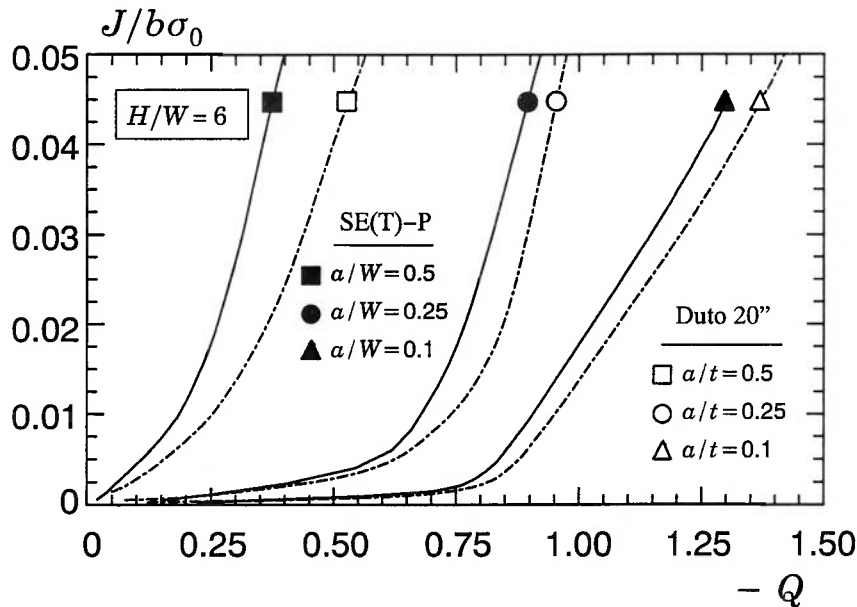 J/bσ₀
0.05
0.04
0.03
0.02
0.01
0
H/W=6
SE(T)−P
a/W=0.5
a/W=0.25
a/W=0.1
Duto 20”
a/t=0.5
a/t=0.25
a/t=0.1
0 0.25 0.50 0.75 1.00 1.25 1.50
− Q